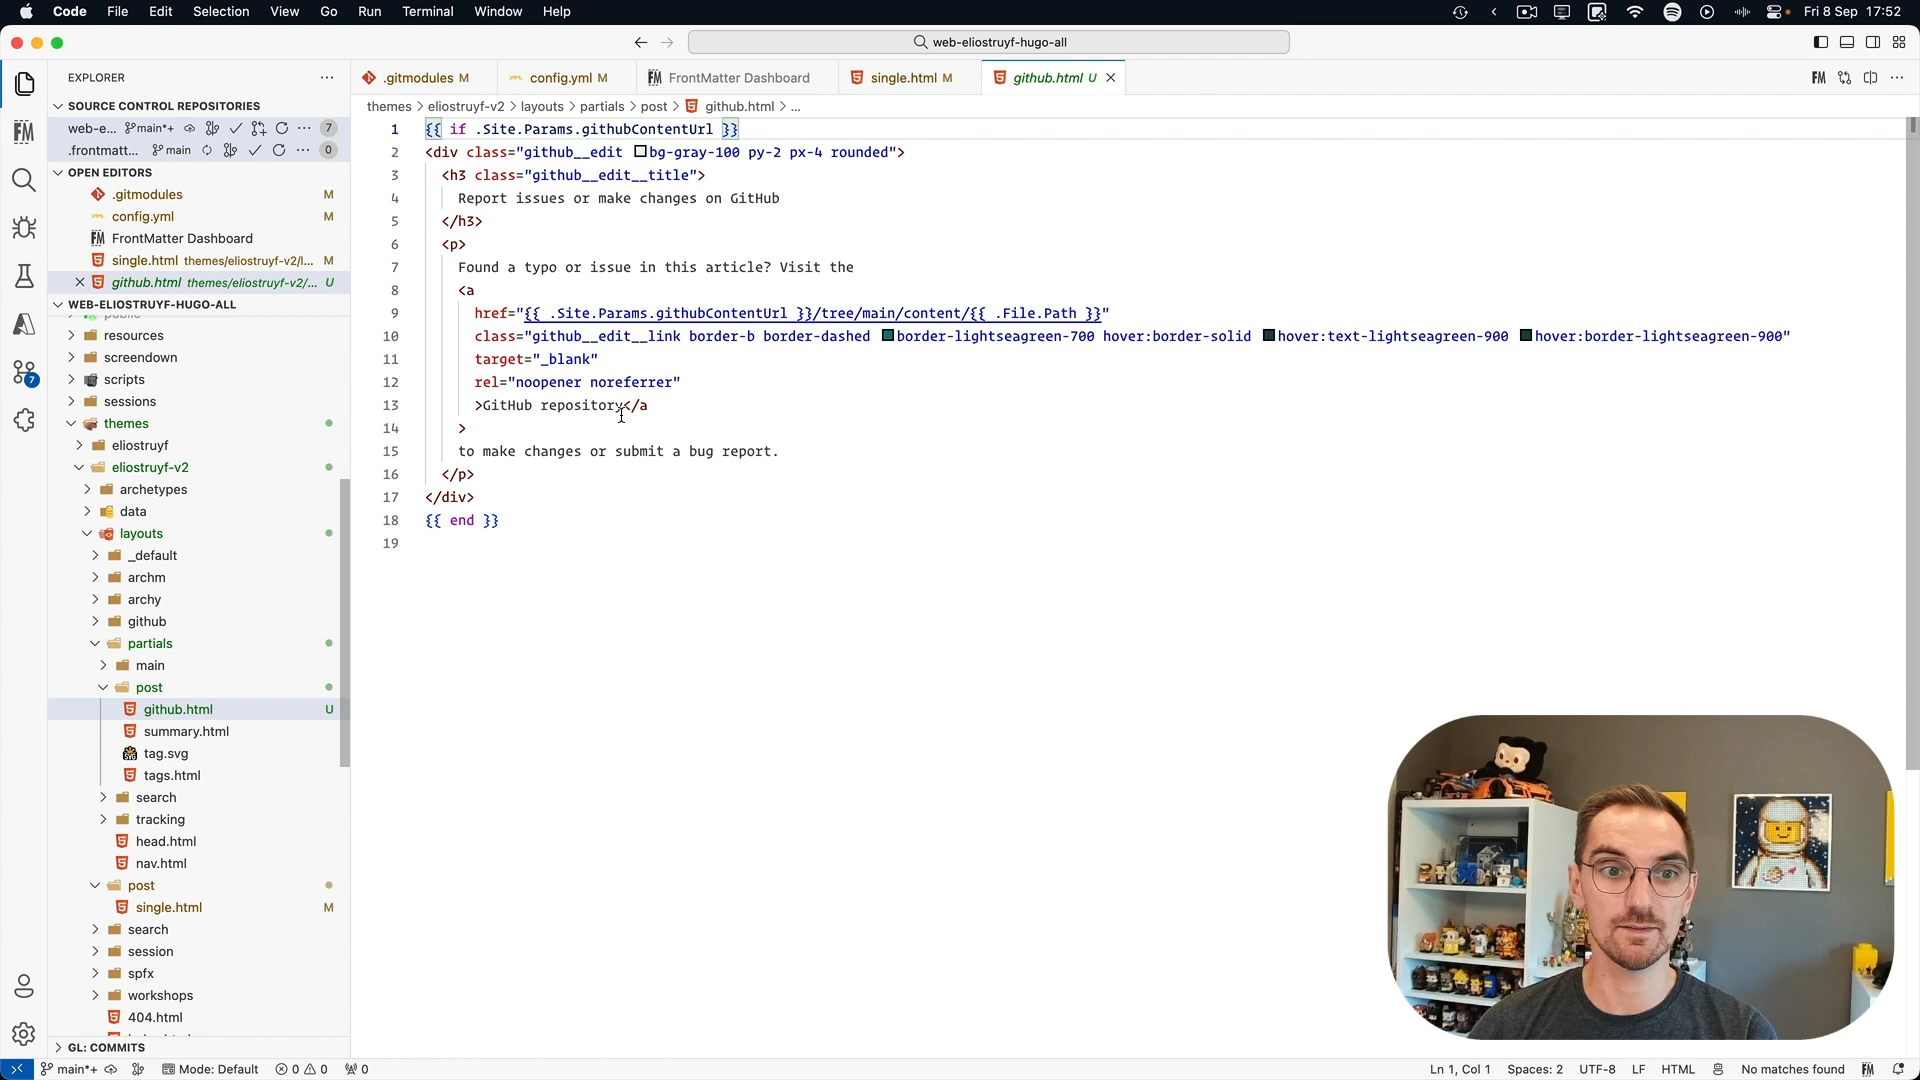 Code File Edit Selection View Go Run Terminal Window Help Fri 8 Sep 17:52
web-eliostruyf-hugo-all
EXPLORER
SOURCE CONTROL REPOSITORIES
web-e... main*+ 7
.frontmatt... main 0
OPEN EDITORS
.gitmodules M
config.yml M
FrontMatter Dashboard
single.html themes/eliostruyf-v2/l... M
github.html themes/eliostruyf-v2/... U
WEB-ELIOSTRUYF-HUGO-ALL
public
resources
screendown
scripts
sessions
themes
eliostruyf
eliostruyf-v2
archetypes
data
layouts
_default
archm
archy
github
partials
main
post
github.html U
summary.html
tag.svg
tags.html
search
tracking
head.html
nav.html
post
single.html M
search
session
spfx
workshops
404.html
GL: COMMITS
.gitmodules M config.yml M FrontMatter Dashboard single.html M github.html U
themes > eliostruyf-v2 > layouts > partials > post > github.html > ...
1 {{ if .Site.Params.githubContentUrl }}
2 <div class="github__edit bg-gray-100 py-2 px-4 rounded">
3 <h3 class="github__edit__title">
4 Report issues or make changes on GitHub
5 </h3>
6 <p>
7 Found a typo or issue in this article? Visit the
8 <a
9 href="{{ .Site.Params.githubContentUrl }}/tree/main/content/{{ .File.Path }}"
10 class="github__edit__link border-b border-dashed border-lightseagreen-700 hover:border-solid hover:text-lightseagreen-900 hover:border-lightseagreen-900"
11 target="_blank"
12 rel="noopener noreferrer"
13 >GitHub repository</a
14 >
15 to make changes or submit a bug report.
16 </p>
17 </div>
18 {{ end }}
19
main*+ Mode: Default 0 0 0 Ln 1, Col 1 Spaces: 2 UTF-8 LF HTML No matches found